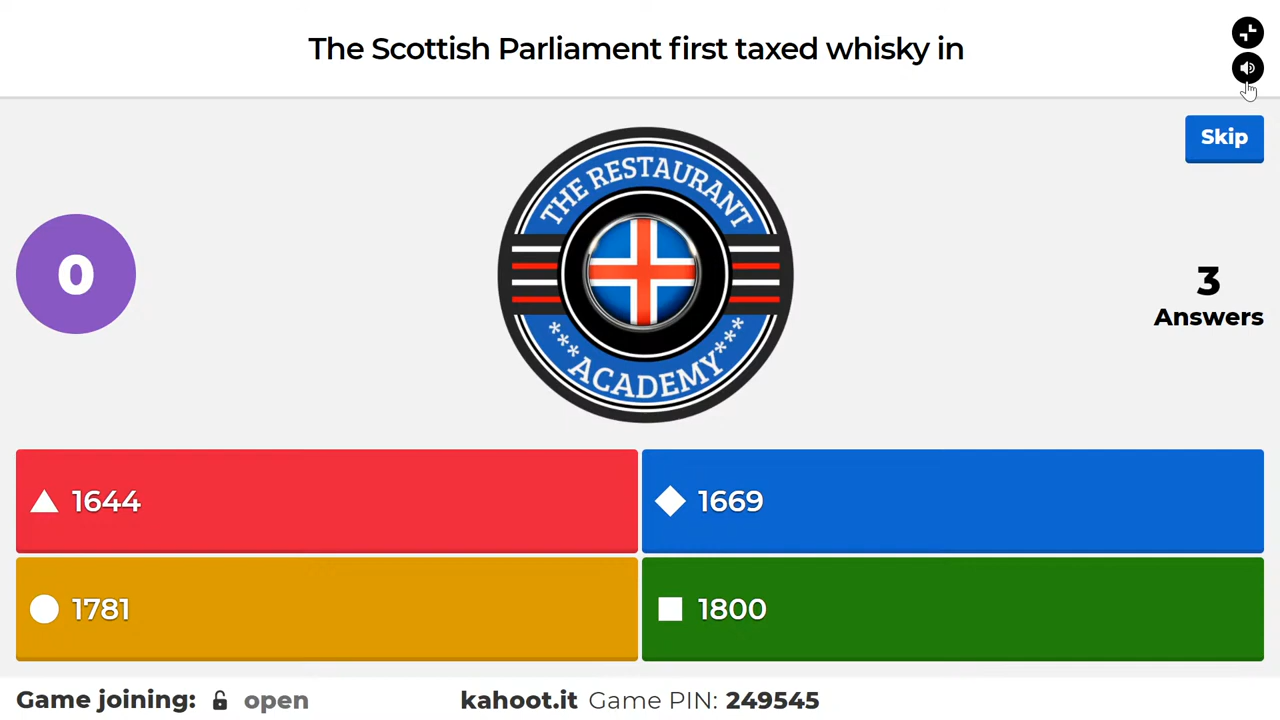 The Scottish Parliament first taxed whisky in
Skip
THE RESTAURANT
***ACADEMY***
0
3
Answers
1644
1669
1781
1800
Game joining: open
kahoot.it Game PIN: 249545